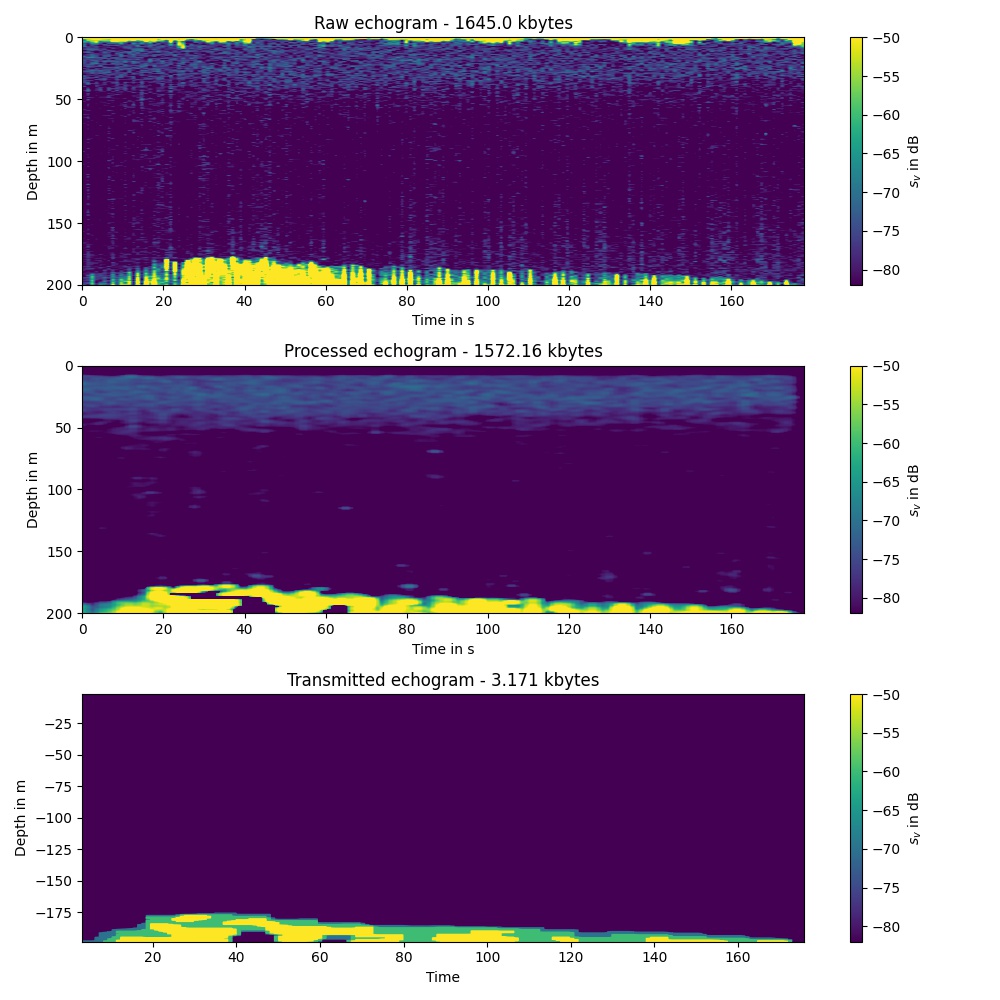 Raw echogram - 1645.0 kbytes
0
50
100
150
200
Depth in m
0 20 40 60 80 100 120 140 160
Time in s
−50
−55
−60
−65
−70
−75
−80
sv in dB
Processed echogram - 1572.16 kbytes
0
50
100
150
200
Depth in m
0 20 40 60 80 100 120 140 160
Time in s
−50
−55
−60
−65
−70
−75
−80
sv in dB
Transmitted echogram - 3.171 kbytes
−25
−50
−75
−100
−125
−150
−175
Depth in m
20 40 60 80 100 120 140 160
Time
−50
−55
−60
−65
−70
−75
−80
sv in dB